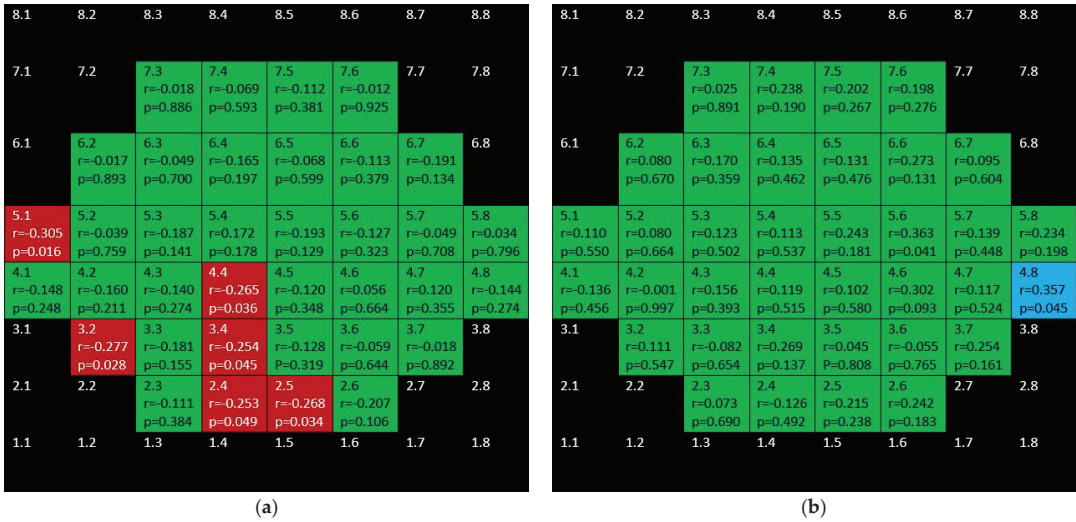 8.1 8.2 8.3 8.4 8.5 8.6 8.7 8.8
7.1 7.2 7.3 7.4 7.5 7.6 7.7 7.8
r=-0.018 r=-0.069 r=-0.112 r=-0.012
p=0.886 p=0.593 p=0.381 p=0.925
6.1 6.2 6.3 6.4 6.5 6.6 6.7 6.8
r=-0.017 r=-0.049 r=-0.165 r=-0.068 r=-0.113 r=-0.191
p=0.893 p=0.700 p=0.197 p=0.599 p=0.379 p=0.134
5.1 5.2 5.3 5.4 5.5 5.6 5.7 5.8
r=-0.305 r=-0.039 r=-0.187 r=0.172 r=-0.193 r=-0.127 r=-0.049 r=0.034
p=0.016 p=0.759 p=0.141 p=0.178 p=0.129 p=0.323 p=0.708 p=0.796
4.1 4.2 4.3 4.4 4.5 4.6 4.7 4.8
r=-0.148 r=-0.160 r=-0.140 r=-0.265 r=-0.120 r=0.056 r=0.120 r=-0.144
p=0.248 p=0.211 p=0.274 p=0.036 p=0.348 p=0.664 p=0.355 p=0.274
3.1 3.2 3.3 3.4 3.5 3.6 3.7 3.8
r=-0.277 r=-0.181 r=-0.254 r=-0.128 r=-0.059 r=-0.018
p=0.028 p=0.155 p=0.045 P=0.319 p=0.644 p=0.892
2.1 2.2 2.3 2.4 2.5 2.6 2.7 2.8
r=-0.111 r=-0.253 r=-0.268 r=-0.207
p=0.384 p=0.049 p=0.034 p=0.106
1.1 1.2 1.3 1.4 1.5 1.6 1.7 1.8
(a)
8.1 8.2 8.3 8.4 8.5 8.6 8.7 8.8
7.1 7.2 7.3 7.4 7.5 7.6 7.7 7.8
r=0.025 r=0.238 r=0.202 r=0.198
p=0.891 p=0.190 p=0.267 p=0.276
6.1 6.2 6.3 6.4 6.5 6.6 6.7 6.8
r=0.080 r=0.170 r=0.135 r=0.131 r=0.273 r=0.095
p=0.670 p=0.359 p=0.462 p=0.476 p=0.131 p=0.604
5.1 5.2 5.3 5.4 5.5 5.6 5.7 5.8
r=0.110 r=0.080 r=0.123 r=0.113 r=0.243 r=0.363 r=0.139 r=0.234
p=0.550 p=0.664 p=0.502 p=0.537 p=0.181 p=0.041 p=0.448 p=0.198
4.1 4.2 4.3 4.4 4.5 4.6 4.7 4.8
r=-0.136 r=-0.001 r=0.156 r=0.119 r=0.102 r=0.302 r=0.117 r=0.357
p=0.456 p=0.997 p=0.393 p=0.515 p=0.580 p=0.093 p=0.524 p=0.045
3.1 3.2 3.3 3.4 3.5 3.6 3.7 3.8
r=0.111 r=-0.082 r=0.269 r=0.045 r=-0.055 r=0.254
p=0.547 p=0.654 p=0.137 P=0.808 p=0.765 p=0.161
2.1 2.2 2.3 2.4 2.5 2.6 2.7 2.8
r=0.073 r=-0.126 r=0.215 r=0.242
p=0.690 p=0.492 p=0.238 p=0.183
1.1 1.2 1.3 1.4 1.5 1.6 1.7 1.8
(b)